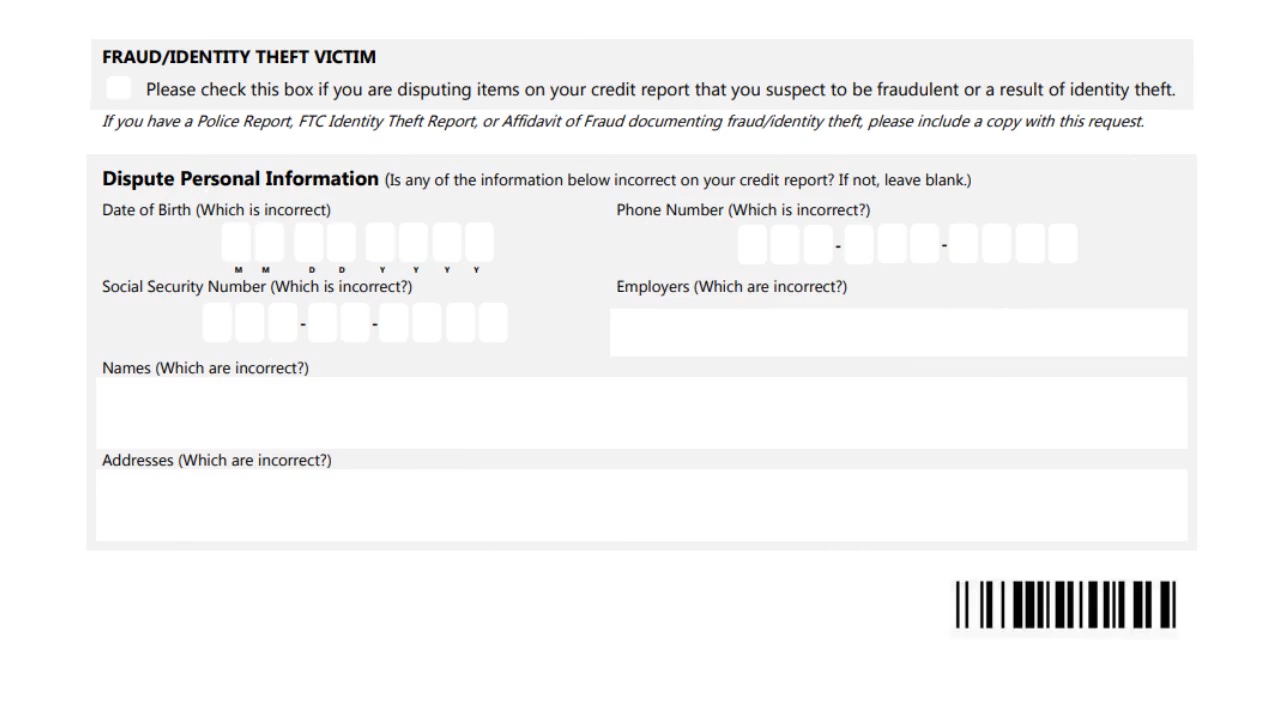 FRAUD/IDENTITY THEFT VICTIM
Please check this box if you are disputing items on your credit report that you suspect to be fraudulent or a result of identity theft.
If you have a Police Report, FTC Identity Theft Report, or Affidavit of Fraud documenting fraud/identity theft, please include a copy with this request.
Dispute Personal Information (Is any of the information below incorrect on your credit report? If not, leave blank.)
Date of Birth (Which is incorrect)
Phone Number (Which is incorrect?)
- -
M M D D Y Y Y Y
Social Security Number (Which is incorrect?)
Employers (Which are incorrect?)
- -
Names (Which are incorrect?)
Addresses (Which are incorrect?)